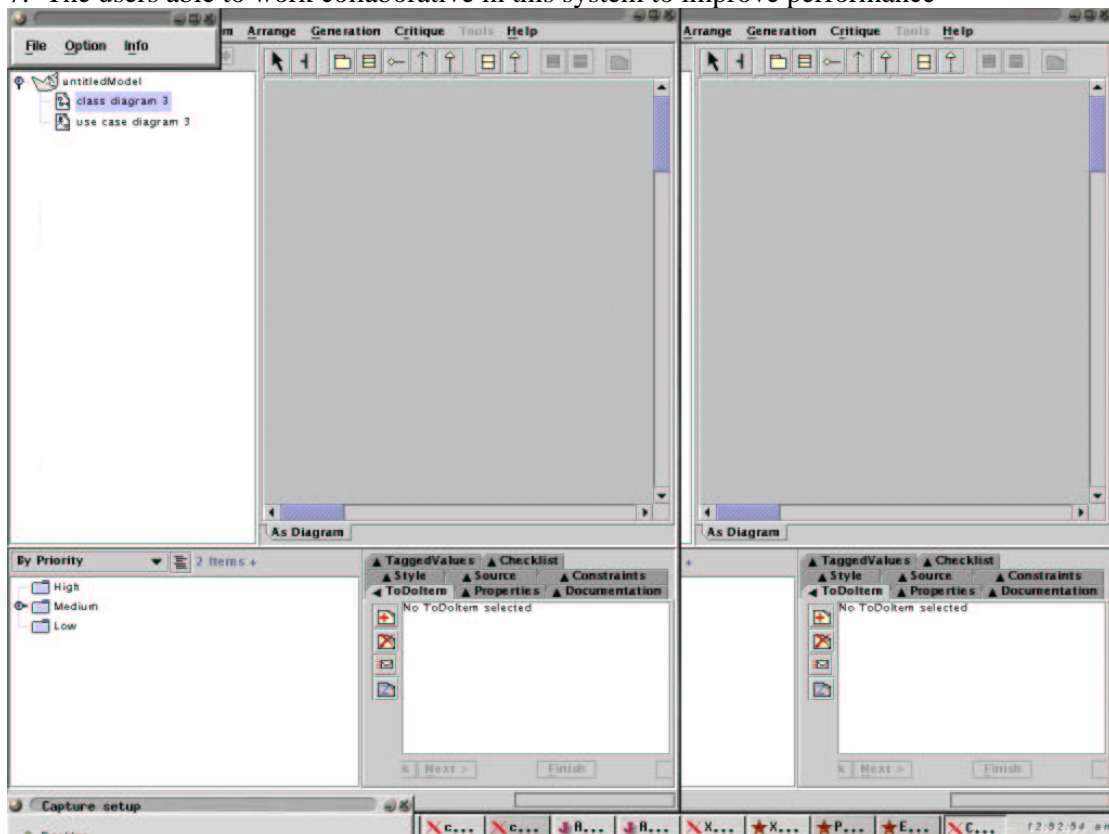 7. The users able to work collaborative in this system to improve performance
File Option Info
Arrange Generation Critique Tools Help
Arrange Generation Critique Tools Help
untitledModel
class diagram 3
use case diagram 3
As Diagram
As Diagram
By Priority
2 Items
High
Medium
Low
TaggedValues Checklist
Style Source Constraints
ToDoItem Properties Documentation
No ToDoItem selected
Next >
Finish
TaggedValues Checklist
Style Source Constraints
ToDoItem Properties Documentation
No ToDoItem selected
Next >
Finish
Capture setup
c... c... A... A... X... X... P... E... C... 12:52:54